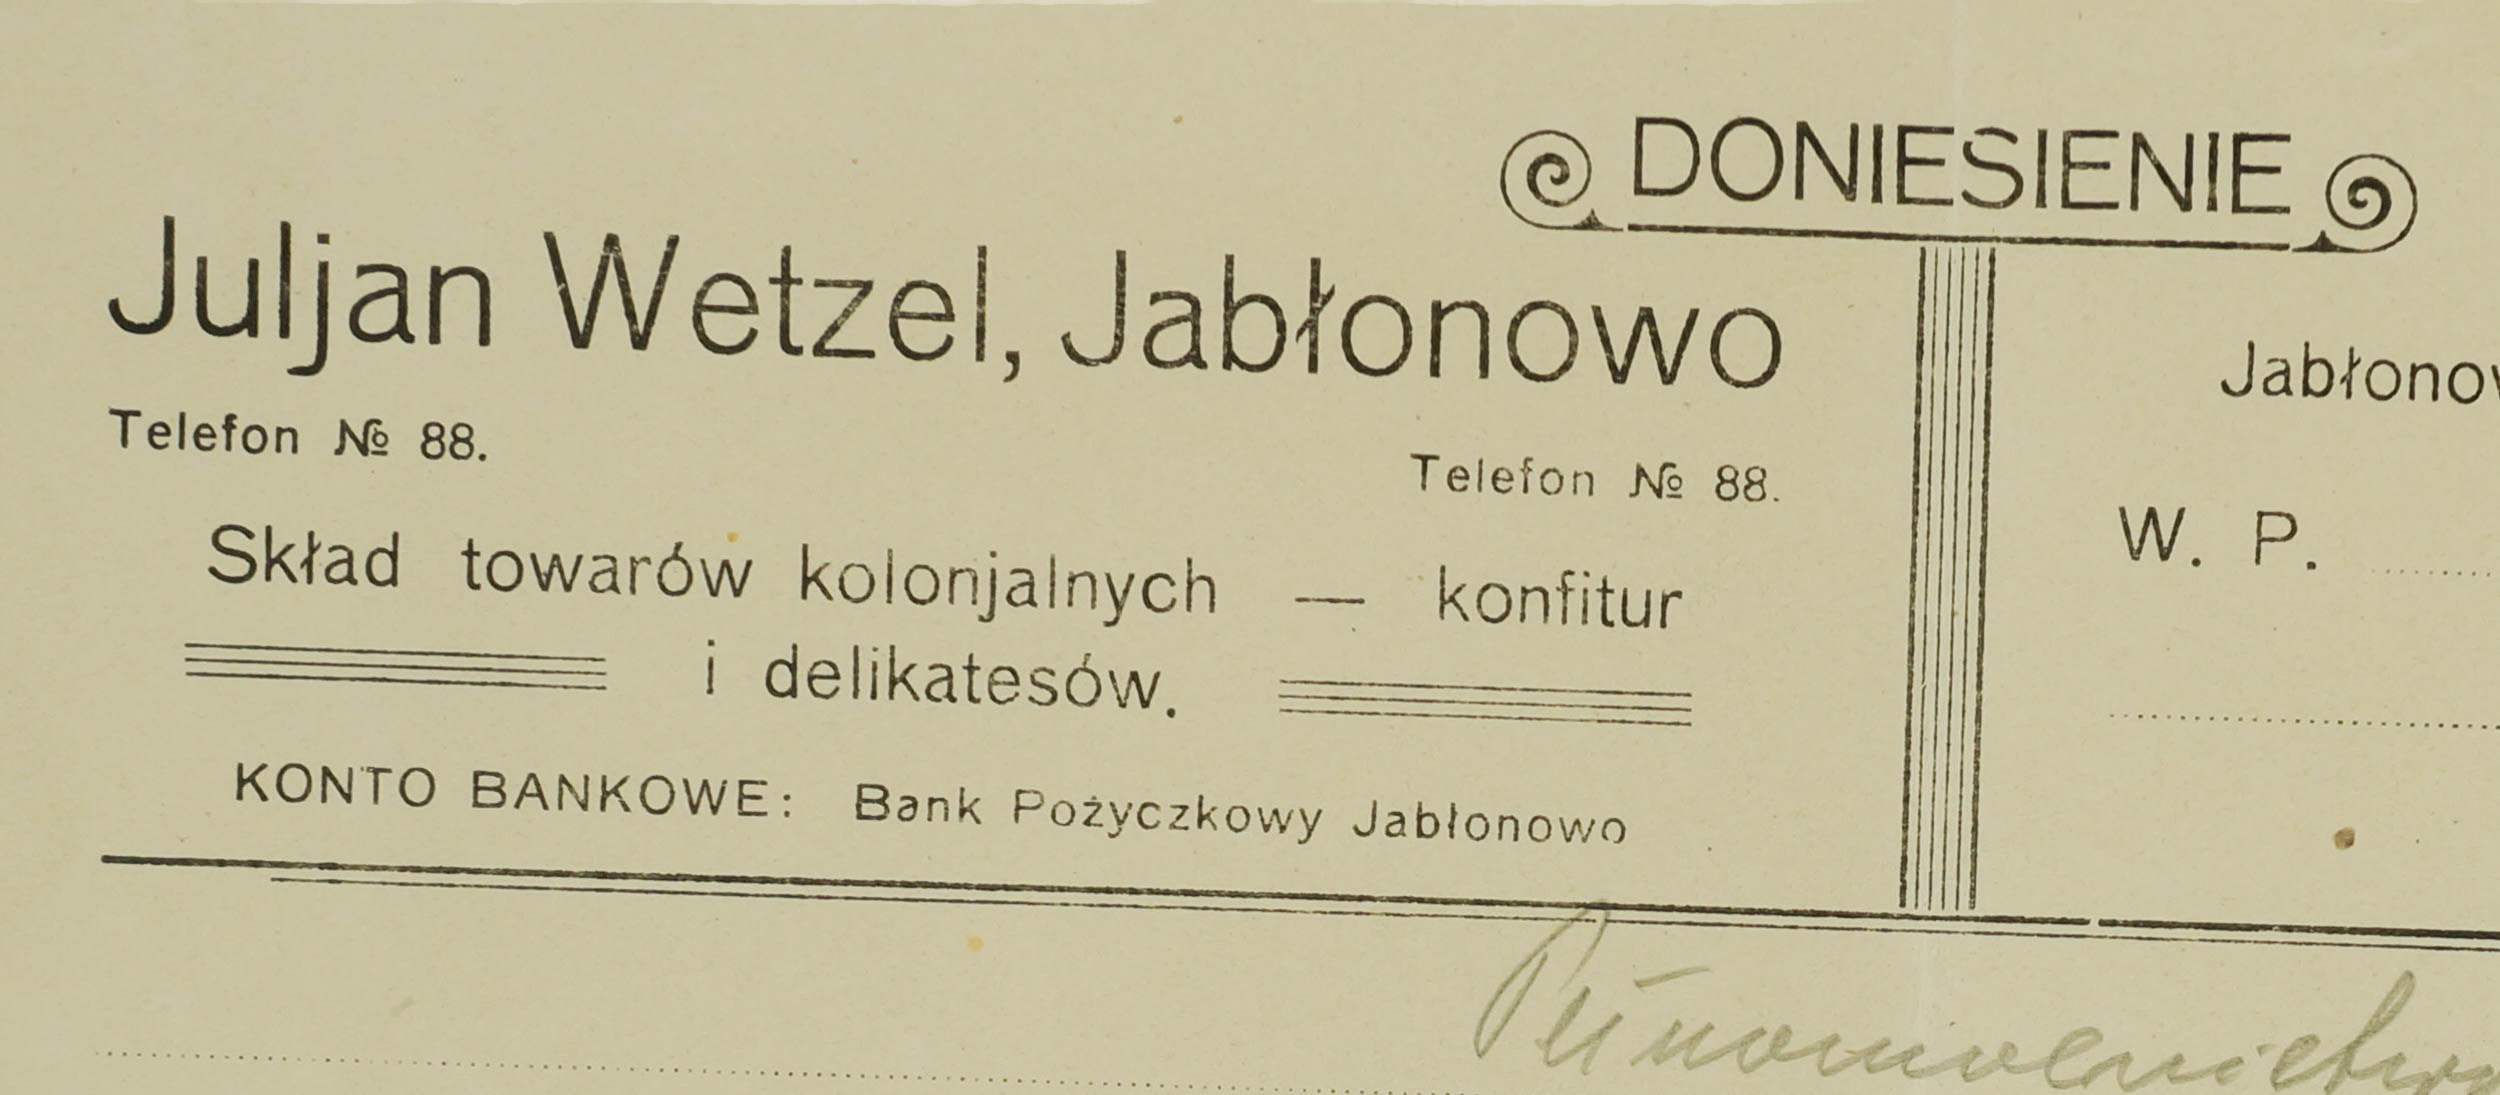 DONIESIENIE
Juljan Wetzel, Jabłonowo
Telefon № 88.
Telefon № 88.
Skład towarów kolonjalnych — konfitur
i delikatesów.
KONTO BANKOWE: Bank Pożyczkowy Jabłonowo
Jabłonow
W. P.
Pełnomocnictwo